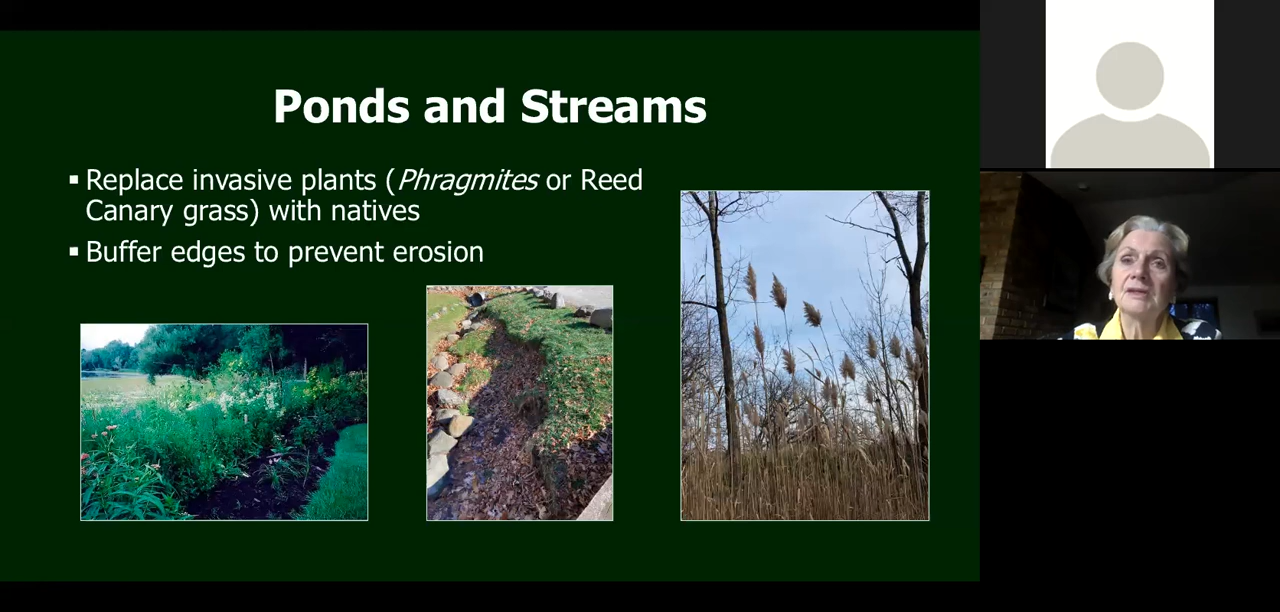 Ponds and Streams
▪ Replace invasive plants (Phragmites or Reed
Canary grass) with natives
▪ Buffer edges to prevent erosion